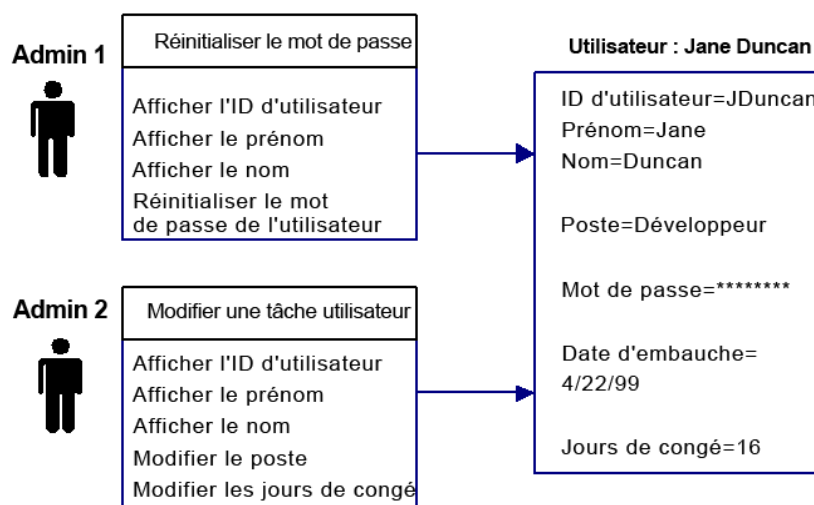 Admin 1
Réinitialiser le mot de passe
Afficher l'ID d'utilisateur
Afficher le prénom
Afficher le nom
Réinitialiser le mot
de passe de l'utilisateur
Admin 2
Modifier une tâche utilisateur
Afficher l'ID d'utilisateur
Afficher le prénom
Afficher le nom
Modifier le poste
Modifier les jours de congé
Utilisateur : Jane Duncan
ID d'utilisateur=JDuncan
Prénom=Jane
Nom=Duncan
Poste=Développeur
Mot de passe=********
Date d'embauche=
4/22/99
Jours de congé=16